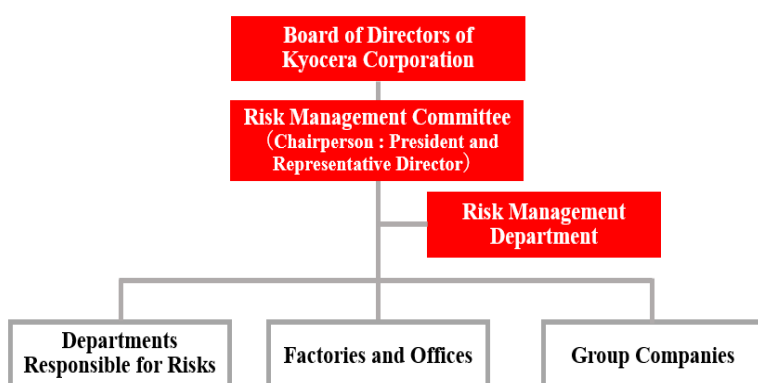 Board of Directors of
Kyocera Corporation
Risk Management Committee
（Chairperson : President and
Representative Director）
Risk Management
Department
Departments
Responsible for Risks
Factories and Offices
Group Companies